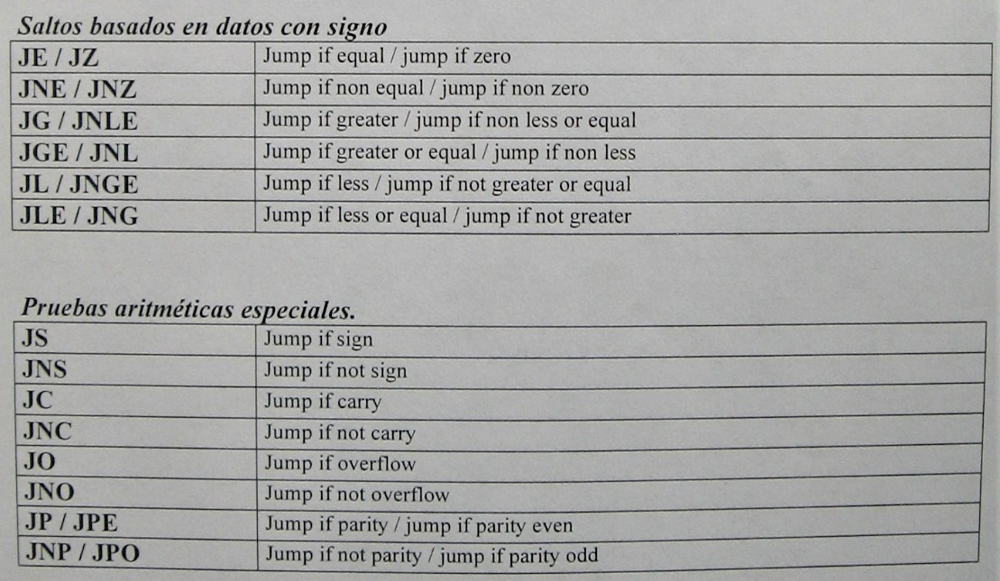 Saltos basados en datos con signo
JE / JZ Jump if equal / jump if zero
JNE / JNZ Jump if non equal / jump if non zero
JG / JNLE Jump if greater / jump if non less or equal
JGE / JNL Jump if greater or equal / jump if non less
JL / JNGE Jump if less / jump if not greater or equal
JLE / JNG Jump if less or equal / jump if not greater
Pruebas aritméticas especiales.
JS Jump if sign
JNS Jump if not sign
JC Jump if carry
JNC Jump if not carry
JO Jump if overflow
JNO Jump if not overflow
JP / JPE Jump if parity / jump if parity even
JNP / JPO Jump if not parity / jump if parity odd